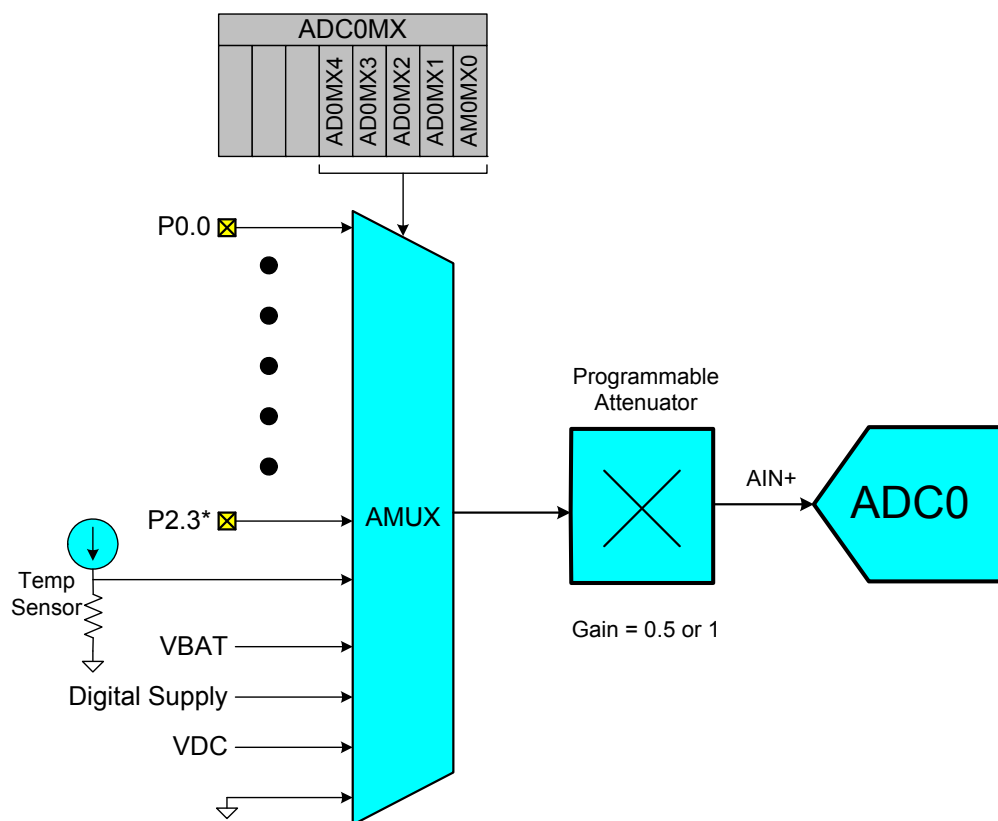 ADC0MX
AD0MX4
AD0MX3
AD0MX2
AD0MX1
AM0MX0
P0.0
Programmable
Attenuator
AIN+
ADC0
P2.3*
AMUX
Temp
Sensor
Gain = 0.5 or 1
VBAT
Digital Supply
VDC